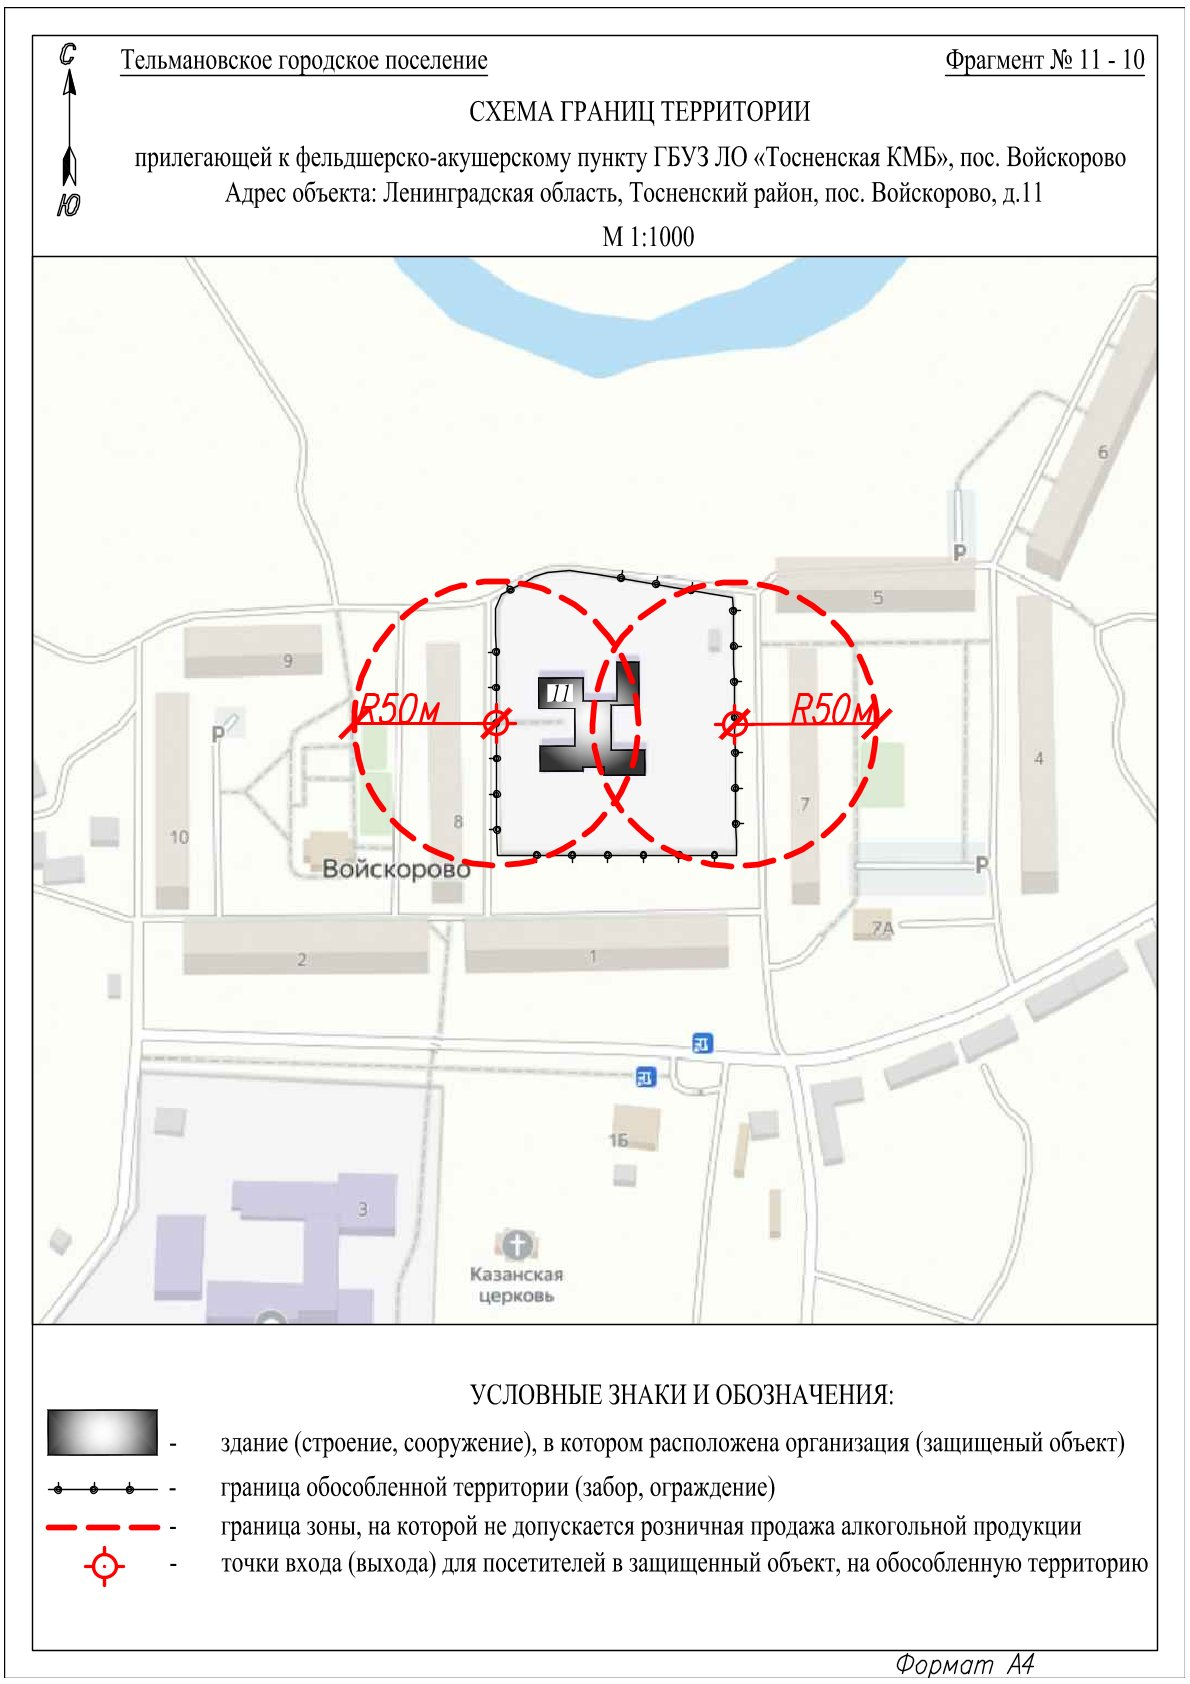 С
Ю
Тельмановское городское поселение
Фрагмент № 11 - 10
СХЕМА ГРАНИЦ ТЕРРИТОРИИ
прилегающей к фельдшерско-акушерскому пункту ГБУЗ ЛО «Тосненская КМБ», пос. Войскорово
Адрес объекта: Ленинградская область, Тосненский район, пос. Войскорово, д.11
М 1:1000
6
P
5
9
11
R50м
R50м
P
4
7
8
10
Войскорово
P
7А
2
1
1Б
3
Казанская
церковь
УСЛОВНЫЕ ЗНАКИ И ОБОЗНАЧЕНИЯ:
- здание (строение, сооружение), в котором расположена организация (защищеный объект)
- граница обособленной территории (забор, ограждение)
- граница зоны, на которой не допускается розничная продажа алкогольной продукции
- точки входа (выхода) для посетителей в защищенный объект, на обособленную территорию
Формат А4